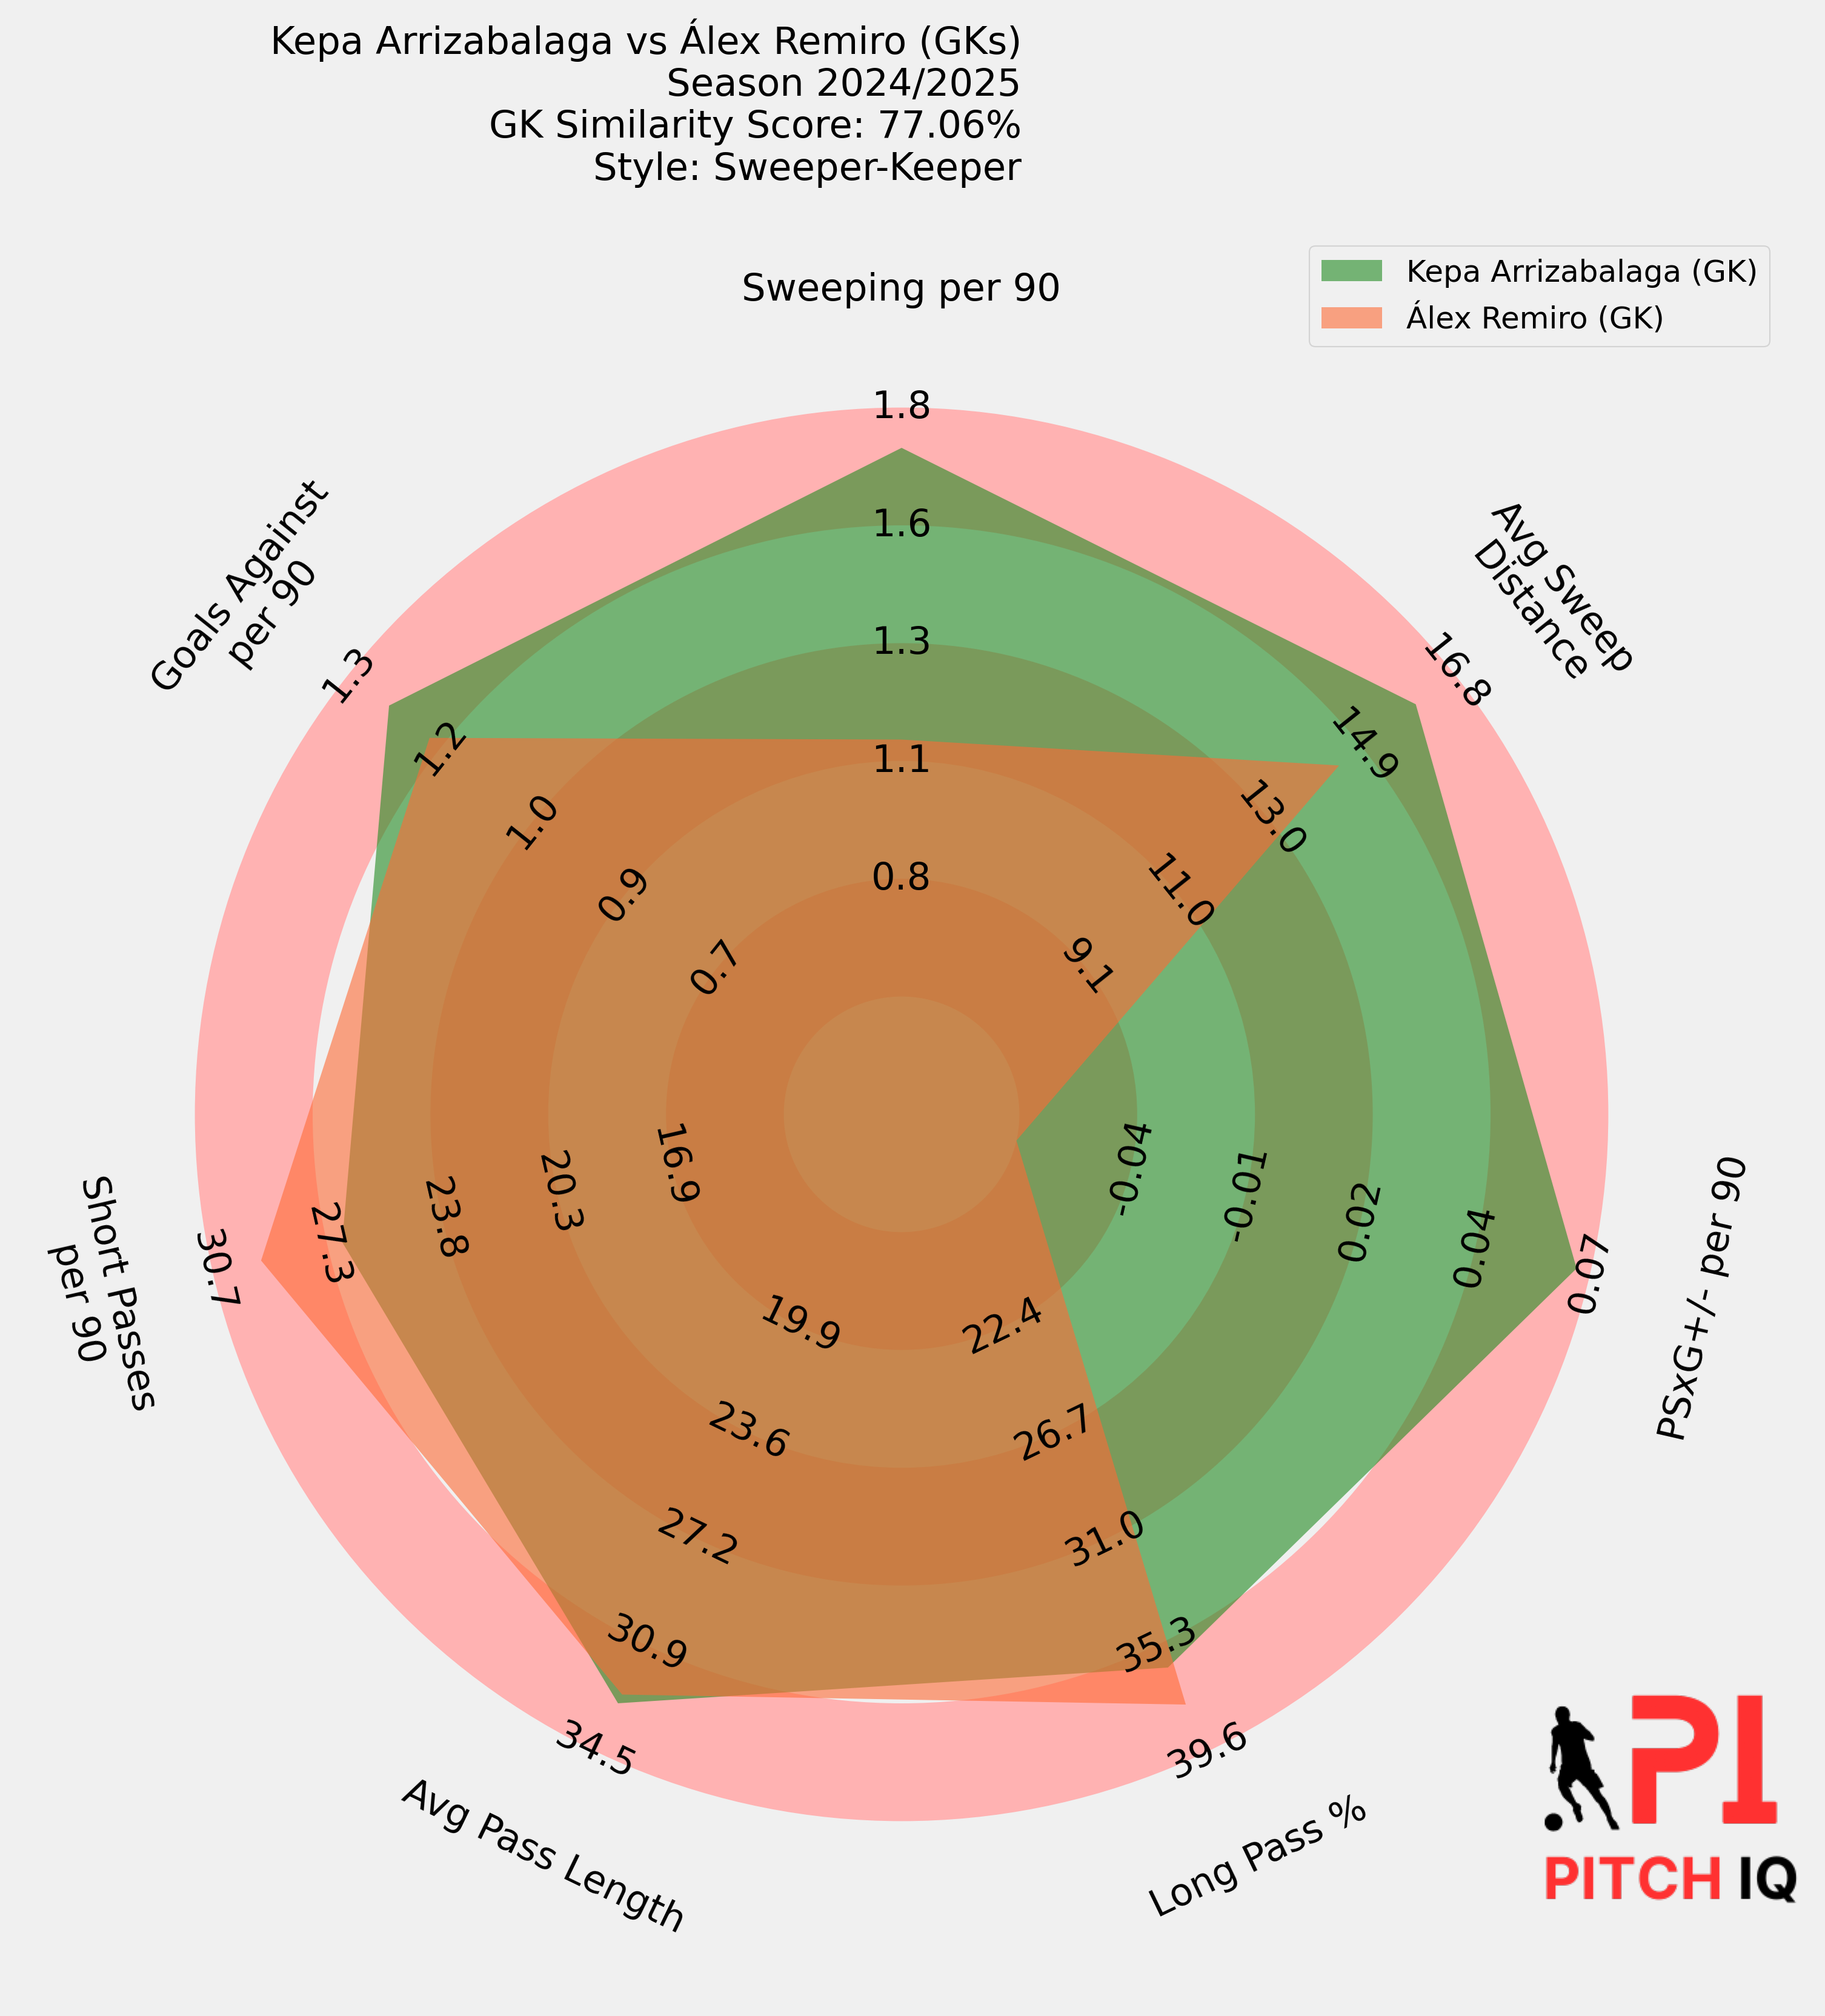 Kepa Arrizabalaga vs Álex Remiro (GKs)
Season 2024/2025
GK Similarity Score: 77.06%
Style: Sweeper-Keeper
Kepa Arrizabalaga (GK)
Álex Remiro (GK)
Sweeping per 90
1.8
1.6
1.3
1.1
0.8
Avg Sweep
Distance
16.8
14.9
13.0
11.0
9.1
PSxG+/- per 90
-0.04
-0.01
0.02
0.04
0.07
Long Pass %
22.4
26.7
31.0
35.3
39.6
Avg Pass Length
19.9
23.6
27.2
30.9
34.5
Short Passes
per 90
30.7
27.3
23.8
20.3
16.9
Goals Against
per 90
1.3
1.2
1.0
0.9
0.7
PI
PITCH IQ